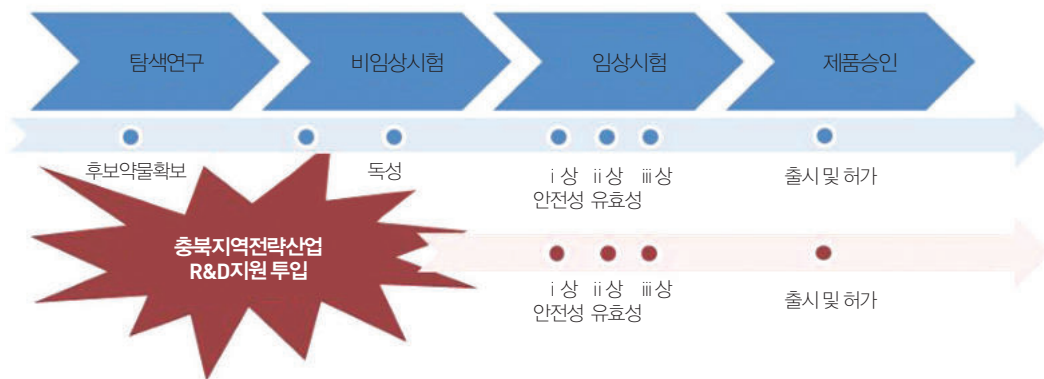 탐색연구
비임상시험
임상시험
제품승인
후보약물확보
독성
ⅰ상 ⅱ상 ⅲ상
안전성 유효성
출시 및 허가
충북지역전략산업
R&D지원 투입
ⅰ상 ⅱ상 ⅲ상
안전성 유효성
출시 및 허가